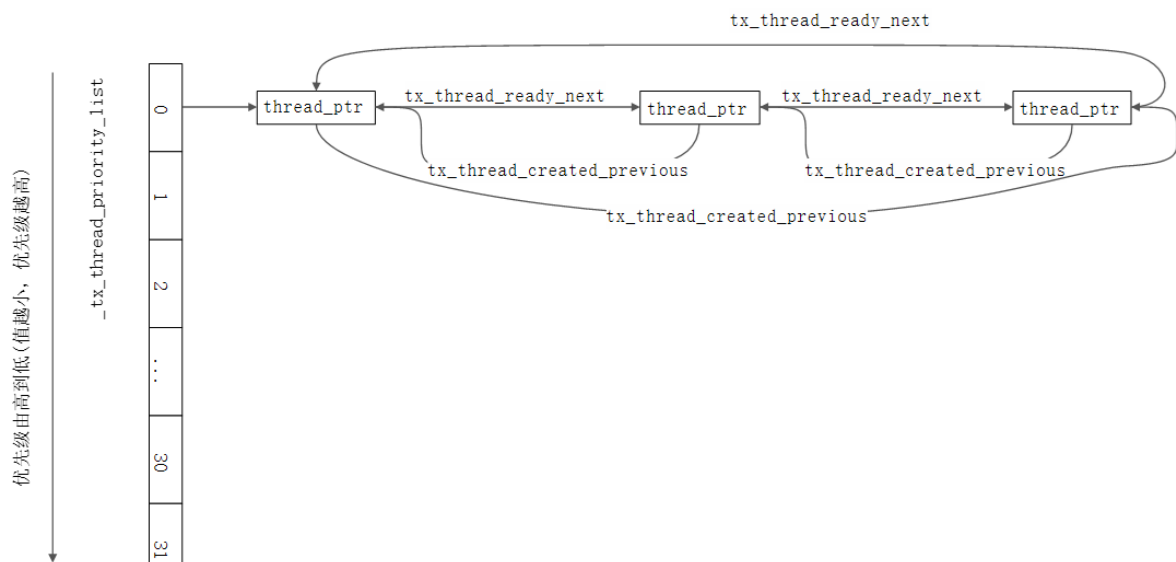 tx_thread_ready_next
优先级由高到低(值越小，优先级越高)
_tx_thread_priority_list
0
1
2
...
30
31
thread_ptr
tx_thread_ready_next
thread_ptr
tx_thread_ready_next
thread_ptr
tx_thread_created_previous
tx_thread_created_previous
tx_thread_created_previous